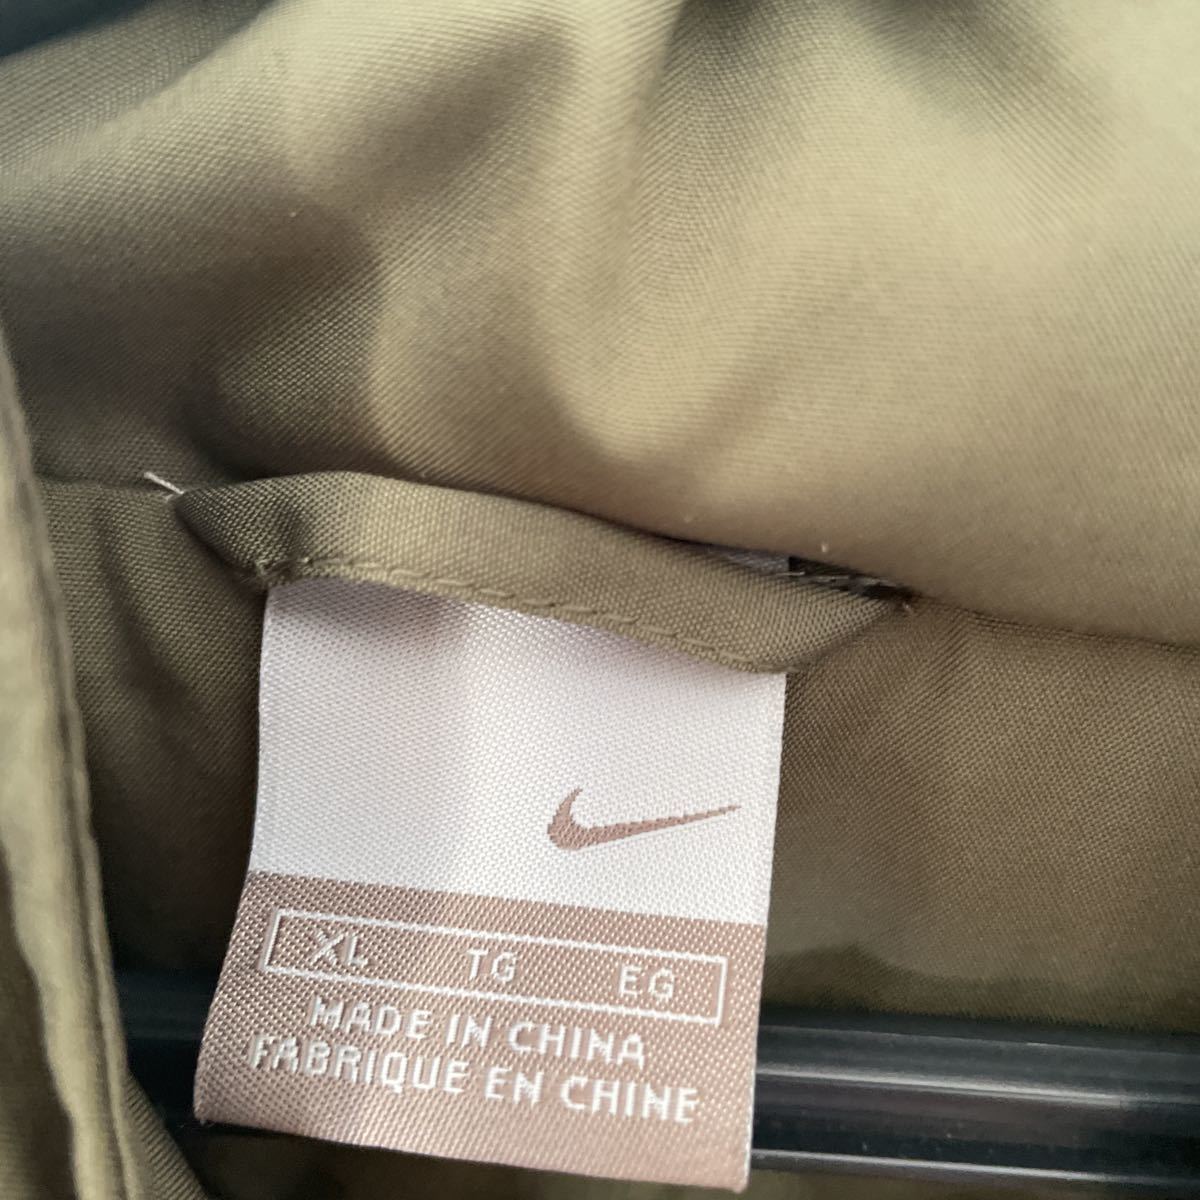 XL TG EG
MADE IN CHINA
FABRIQUE EN CHINE